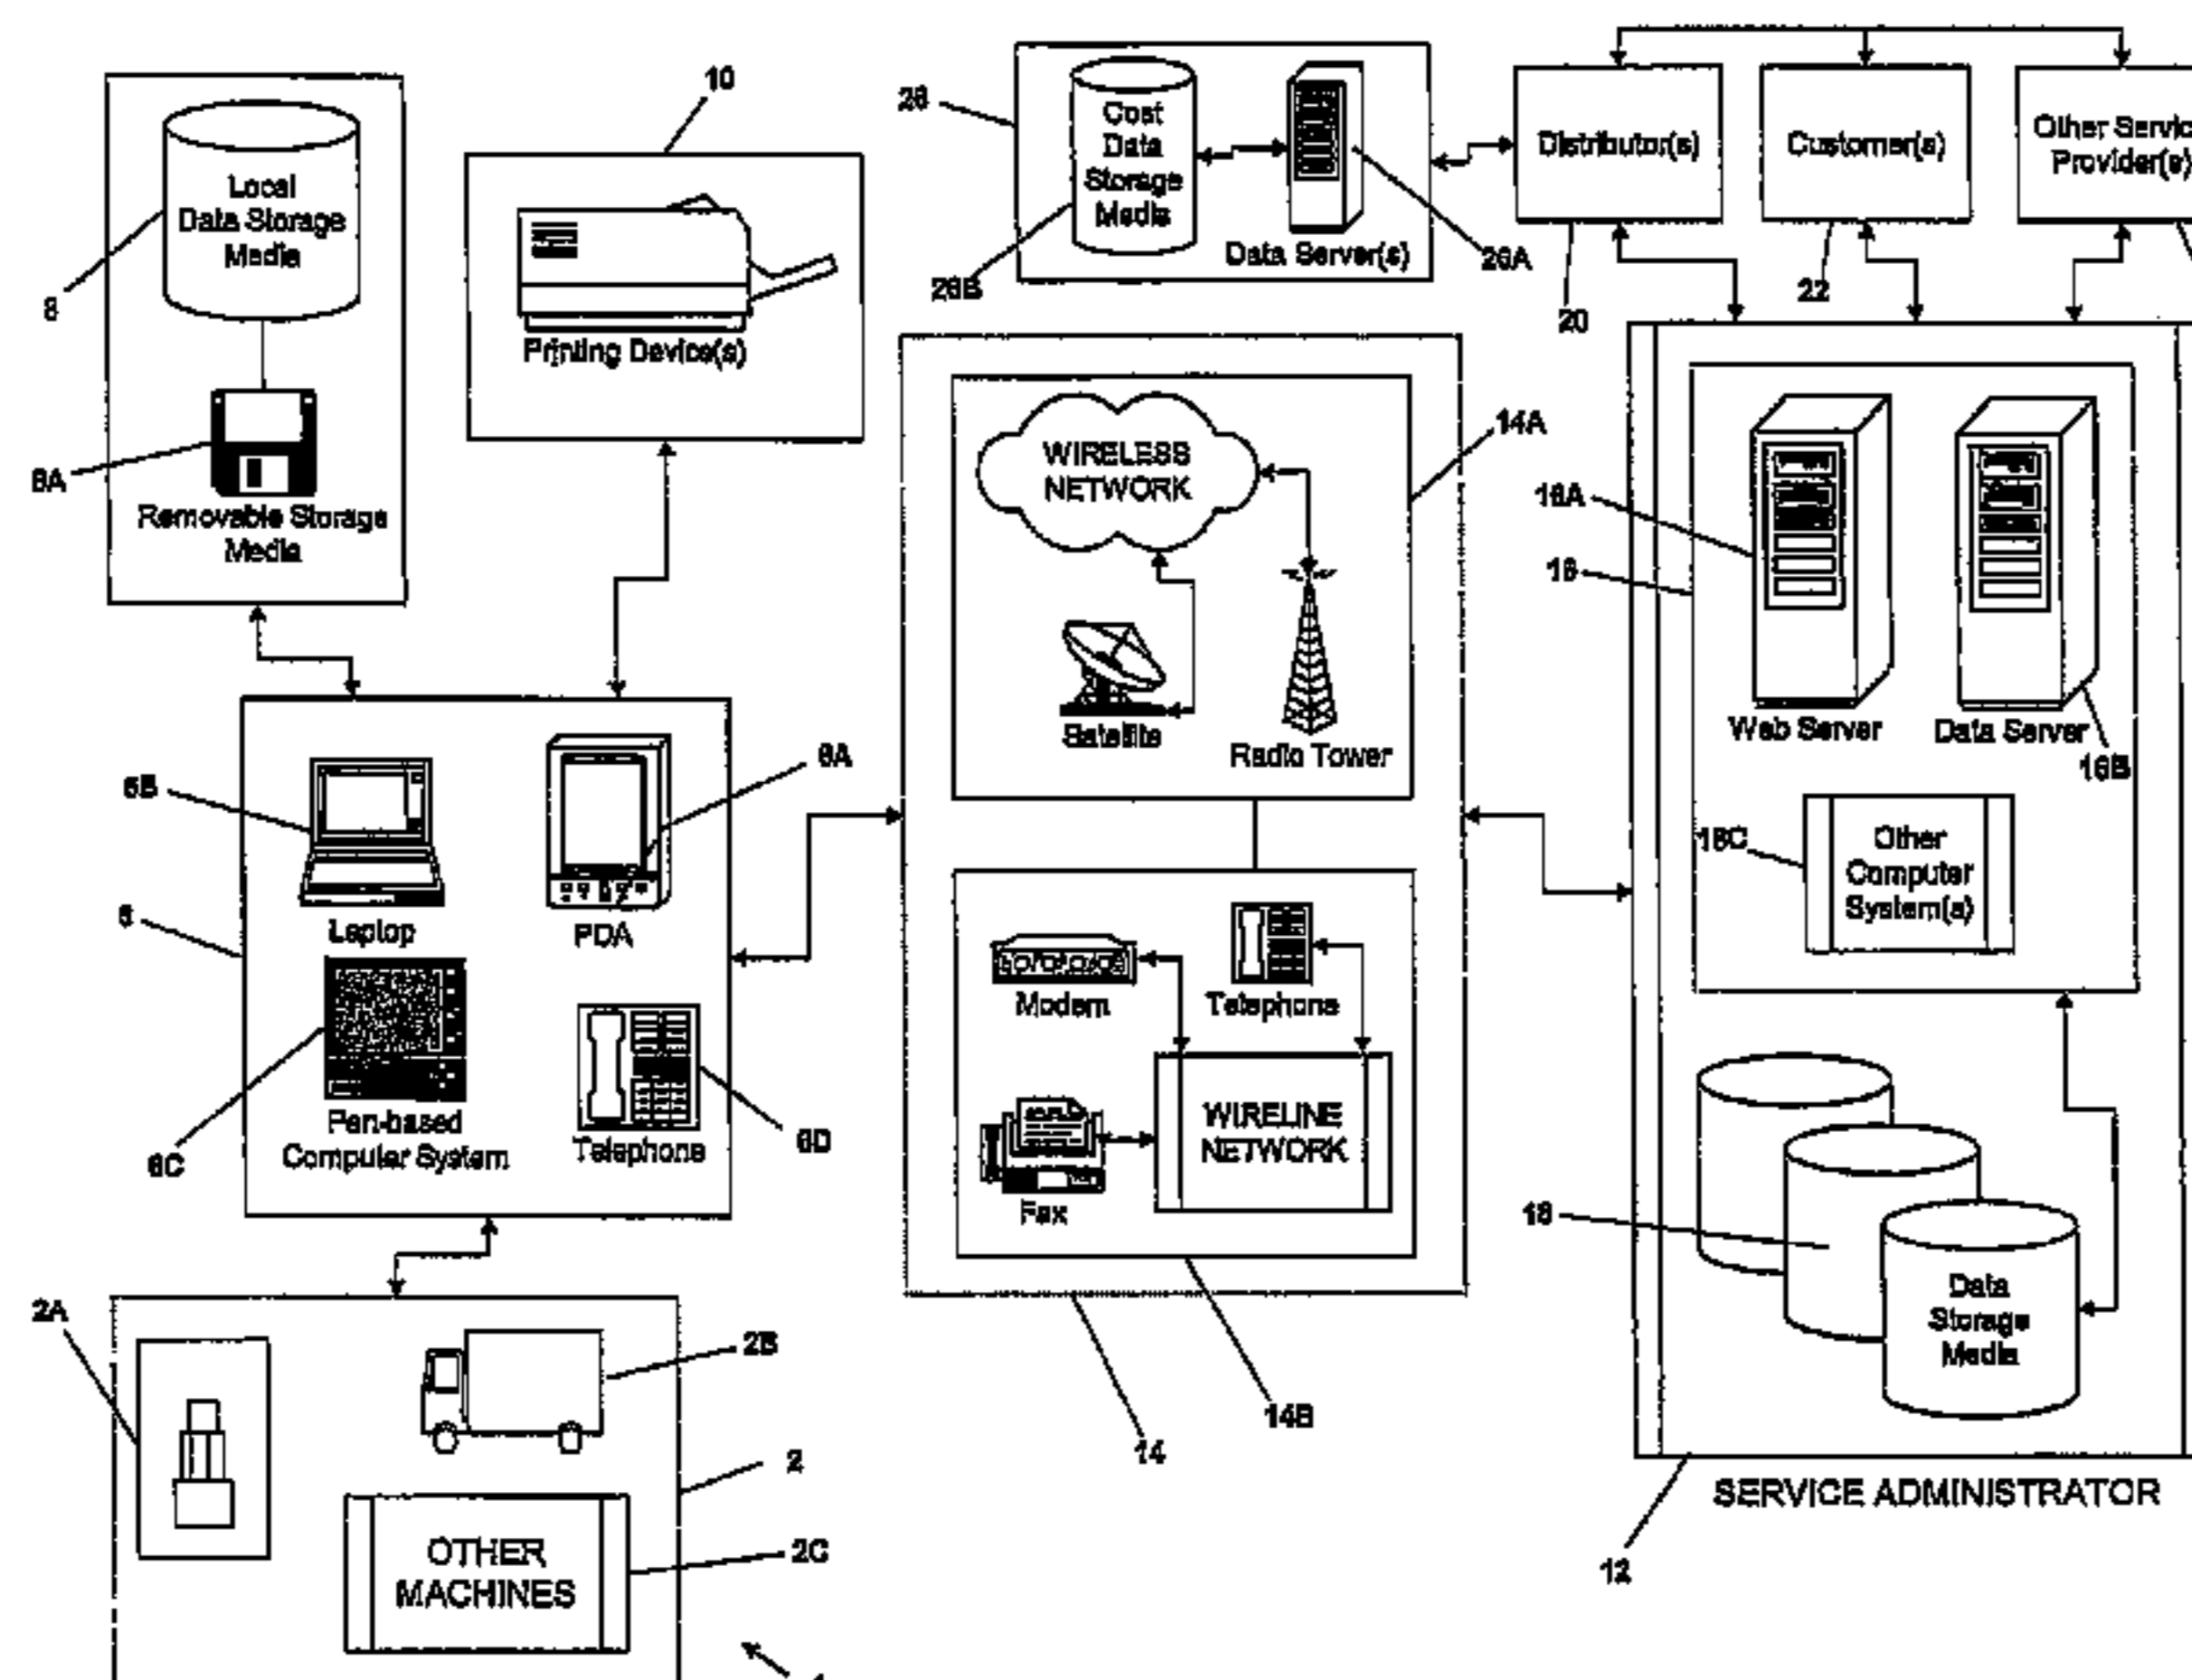 10
Local
Data Storage
Media
8
8A
Removable Storage
Media
Printing Device(s)
Cost
Data
Storage
Media
Data Server(s)
Distributor(s)
Customer(s)
Other Servic
Provider(s)
20
22
WIRELESS
NETWORK
14A
Satellite
Radio Tower
Modem
Telephone
WIRELINE
NETWORK
Fax
14
14B
16A
16
Web Server
Data Server
16B
16C
Other
Computer
System(s)
18
Data
Storage
Media
SERVICE ADMINISTRATOR
12
6B
6A
Laptop
PDA
6
Pen-based
Computer System
Telephone
6C
6D
2A
2B
2
OTHER
MACHINES
2C